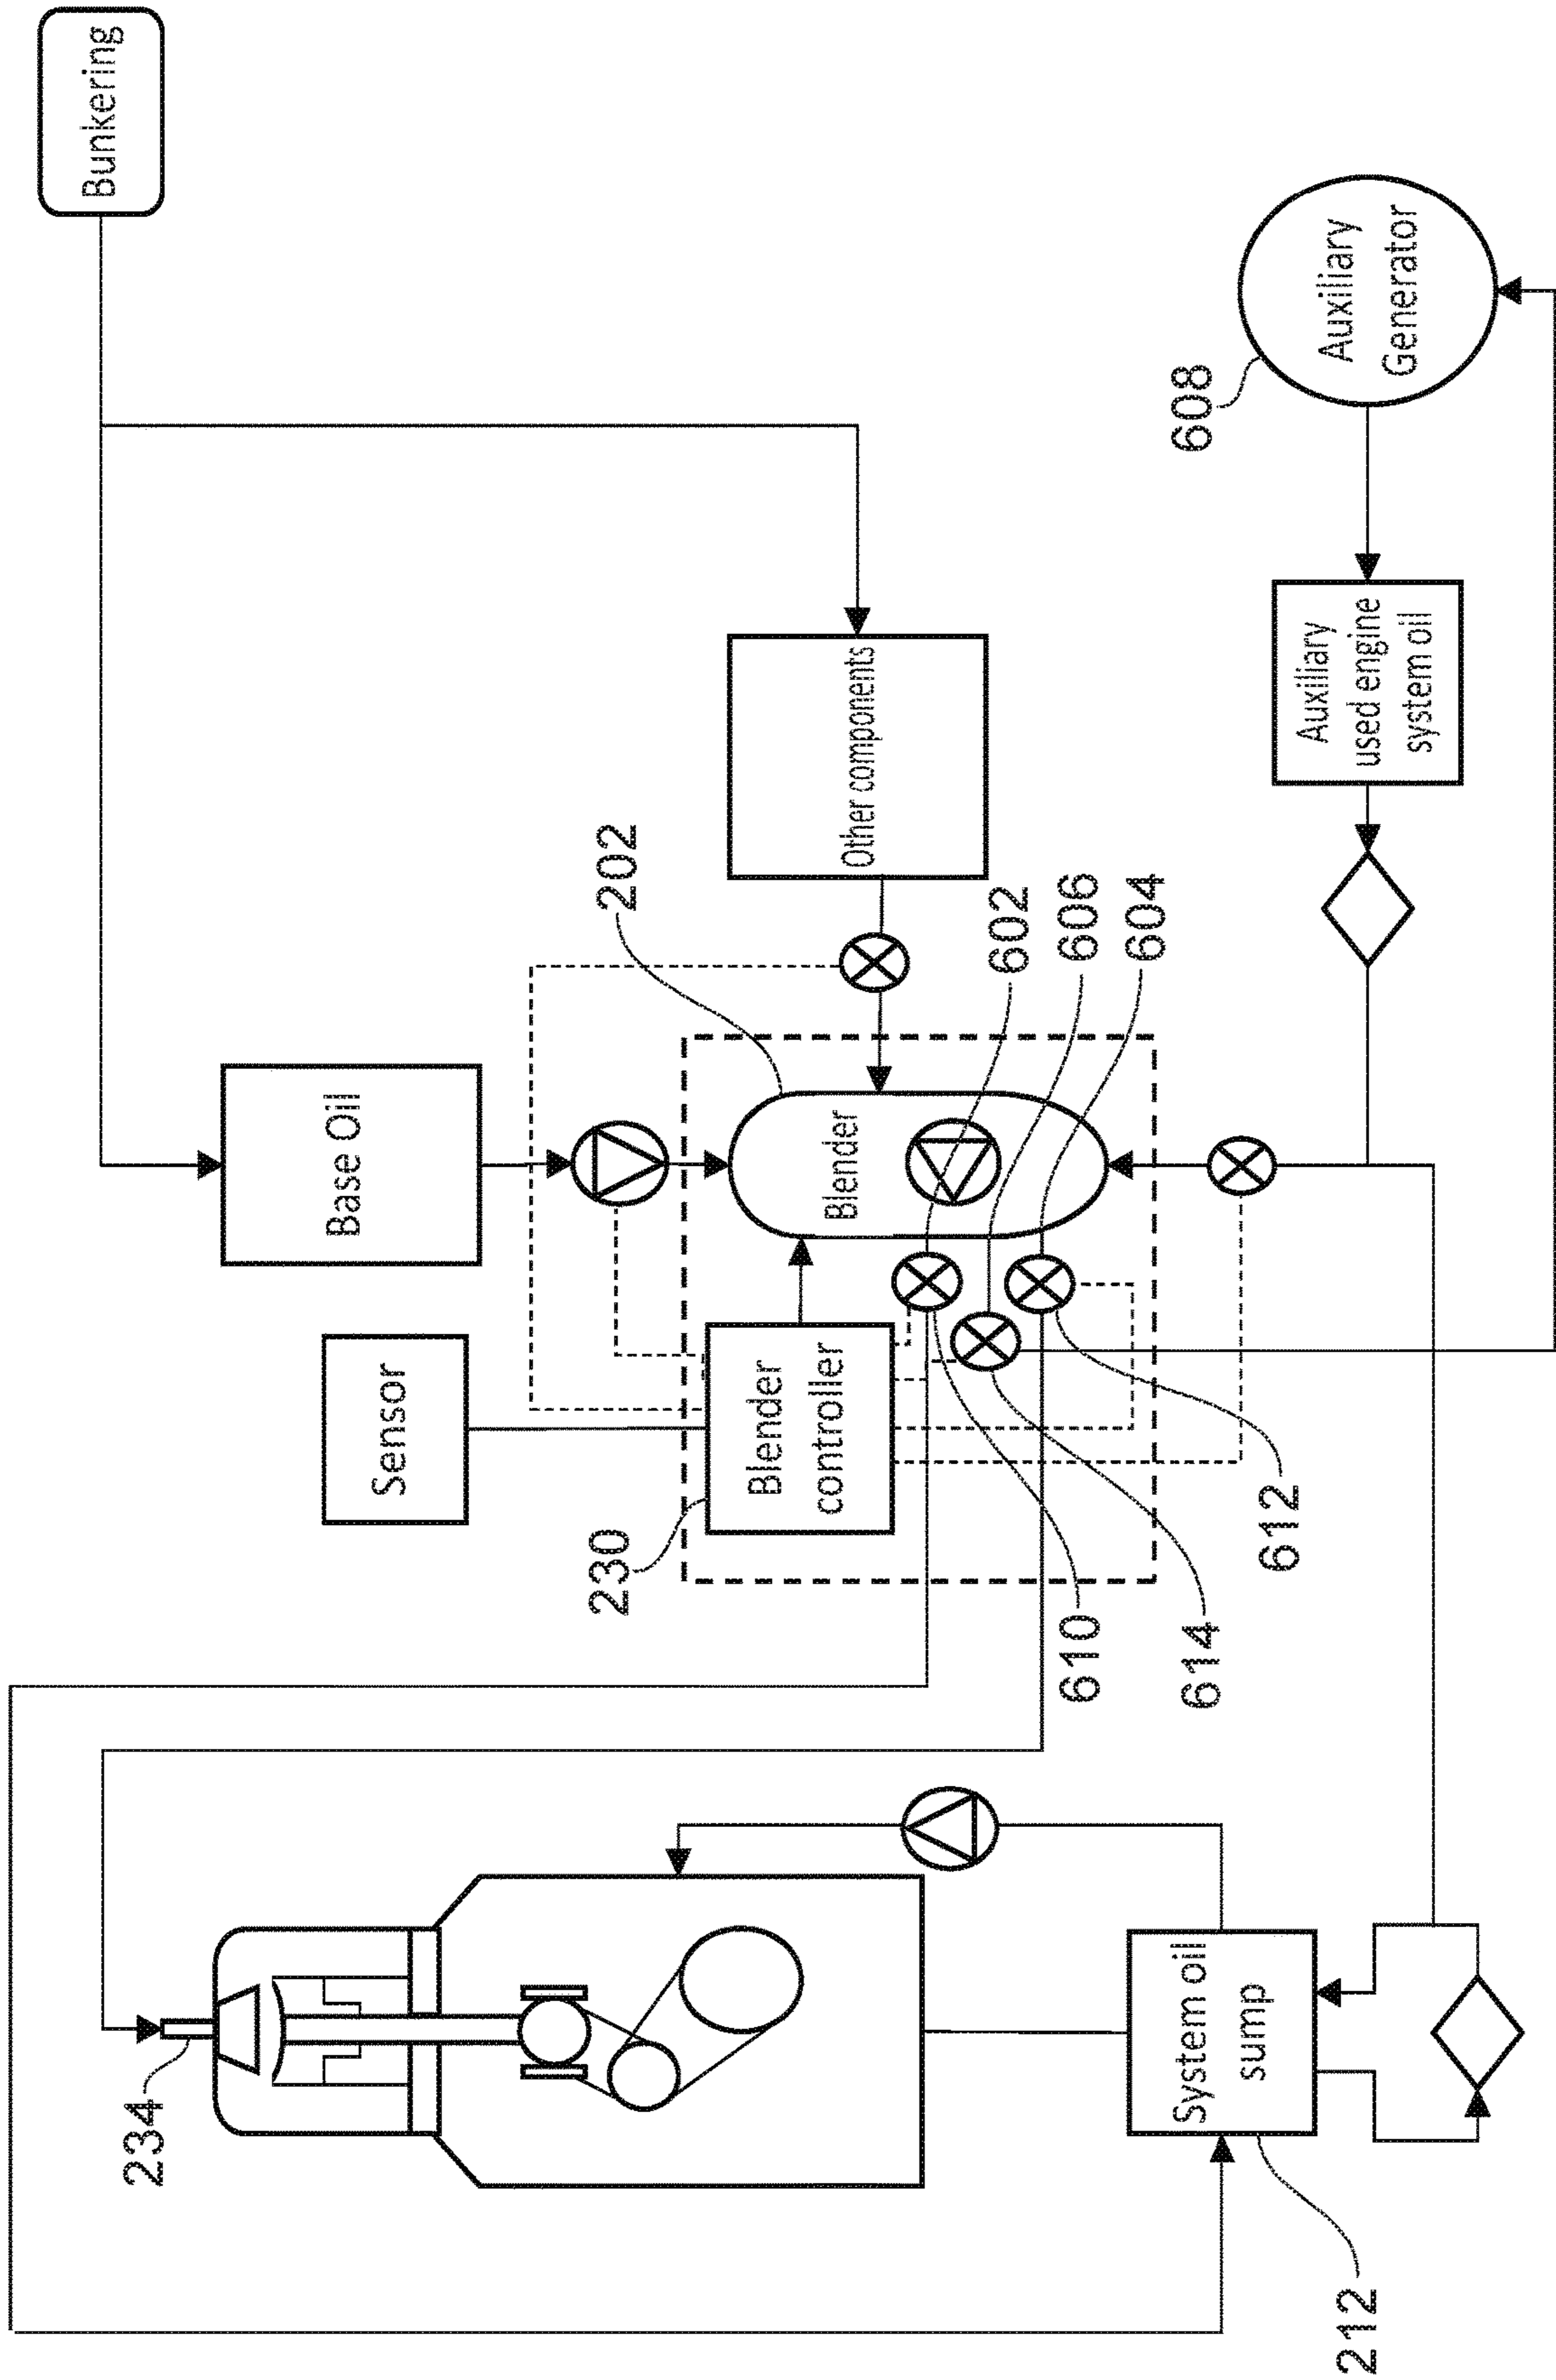 Bunkering
Base Oil
Sensor
Other components
202
Blender
Blender
controller
230
602
606
604
610
614
612
608
Auxiliary
Generator
Auxiliary
used engine
system oil
234
System oil
sump
212